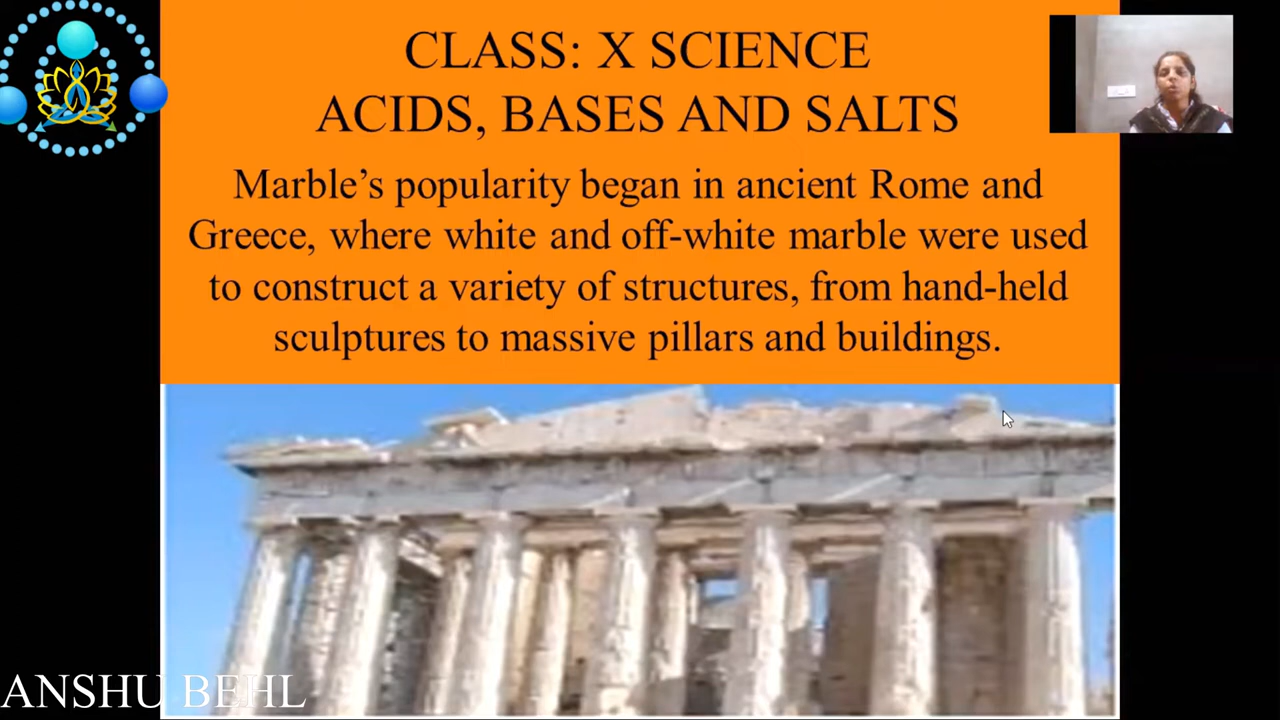 CLASS: X SCIENCE
ACIDS, BASES AND SALTS
Marble’s popularity began in ancient Rome and
Greece, where white and off-white marble were used
to construct a variety of structures, from hand-held
sculptures to massive pillars and buildings.
ANSHU BEHL